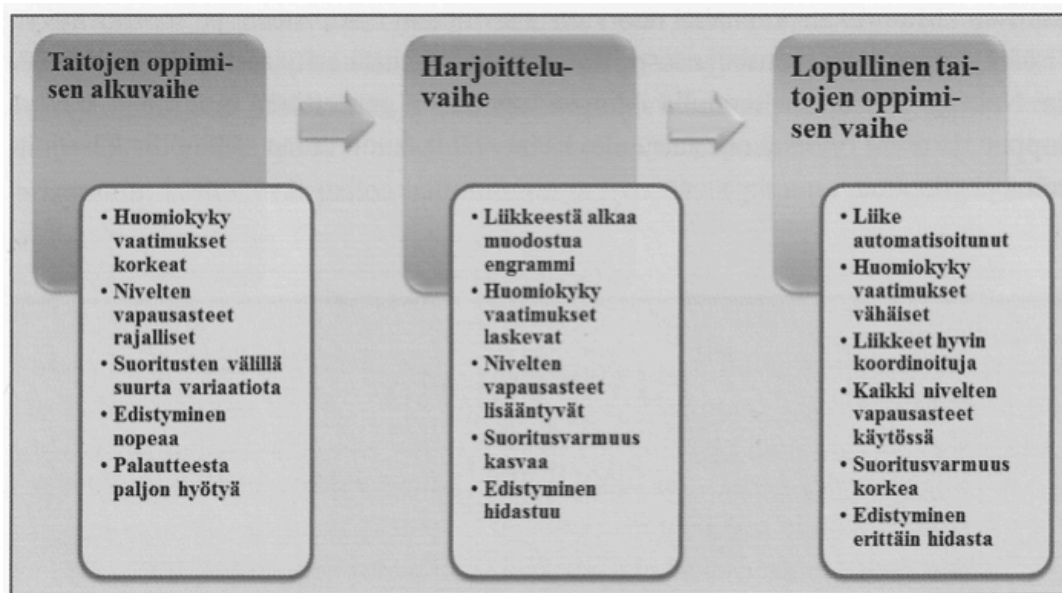 Taitojen oppimi-
sen alkuvaihe
• Huomiokyky
vaatimukset
korkeat
• Nivelten
vapausasteet
rajalliset
• Suoritusten välillä
suurta variaatiota
• Edistyminen
nopeaa
• Palautteesta
paljon hyötyä
Harjoittelu-
vaihe
• Liikkeestä alkaa
muodostua
engrammi
• Huomiokyky
vaatimukset
laskevat
• Nivelten
vapausasteet
lisääntyvät
• Suoritusvarmuus
kasvaa
• Edistyminen
hidastuu
Lopullinen tai-
tojen oppimi-
sen vaihe
• Liike
automatisoitunut
• Huomiokyky
vaatimukset
vähäiset
• Liikkeet hyvin
koordinoituja
• Kaikki nivelten
vapausasteet
käytössä
• Suoritusvarmuus
korkea
• Edistyminen
erittäin hidasta